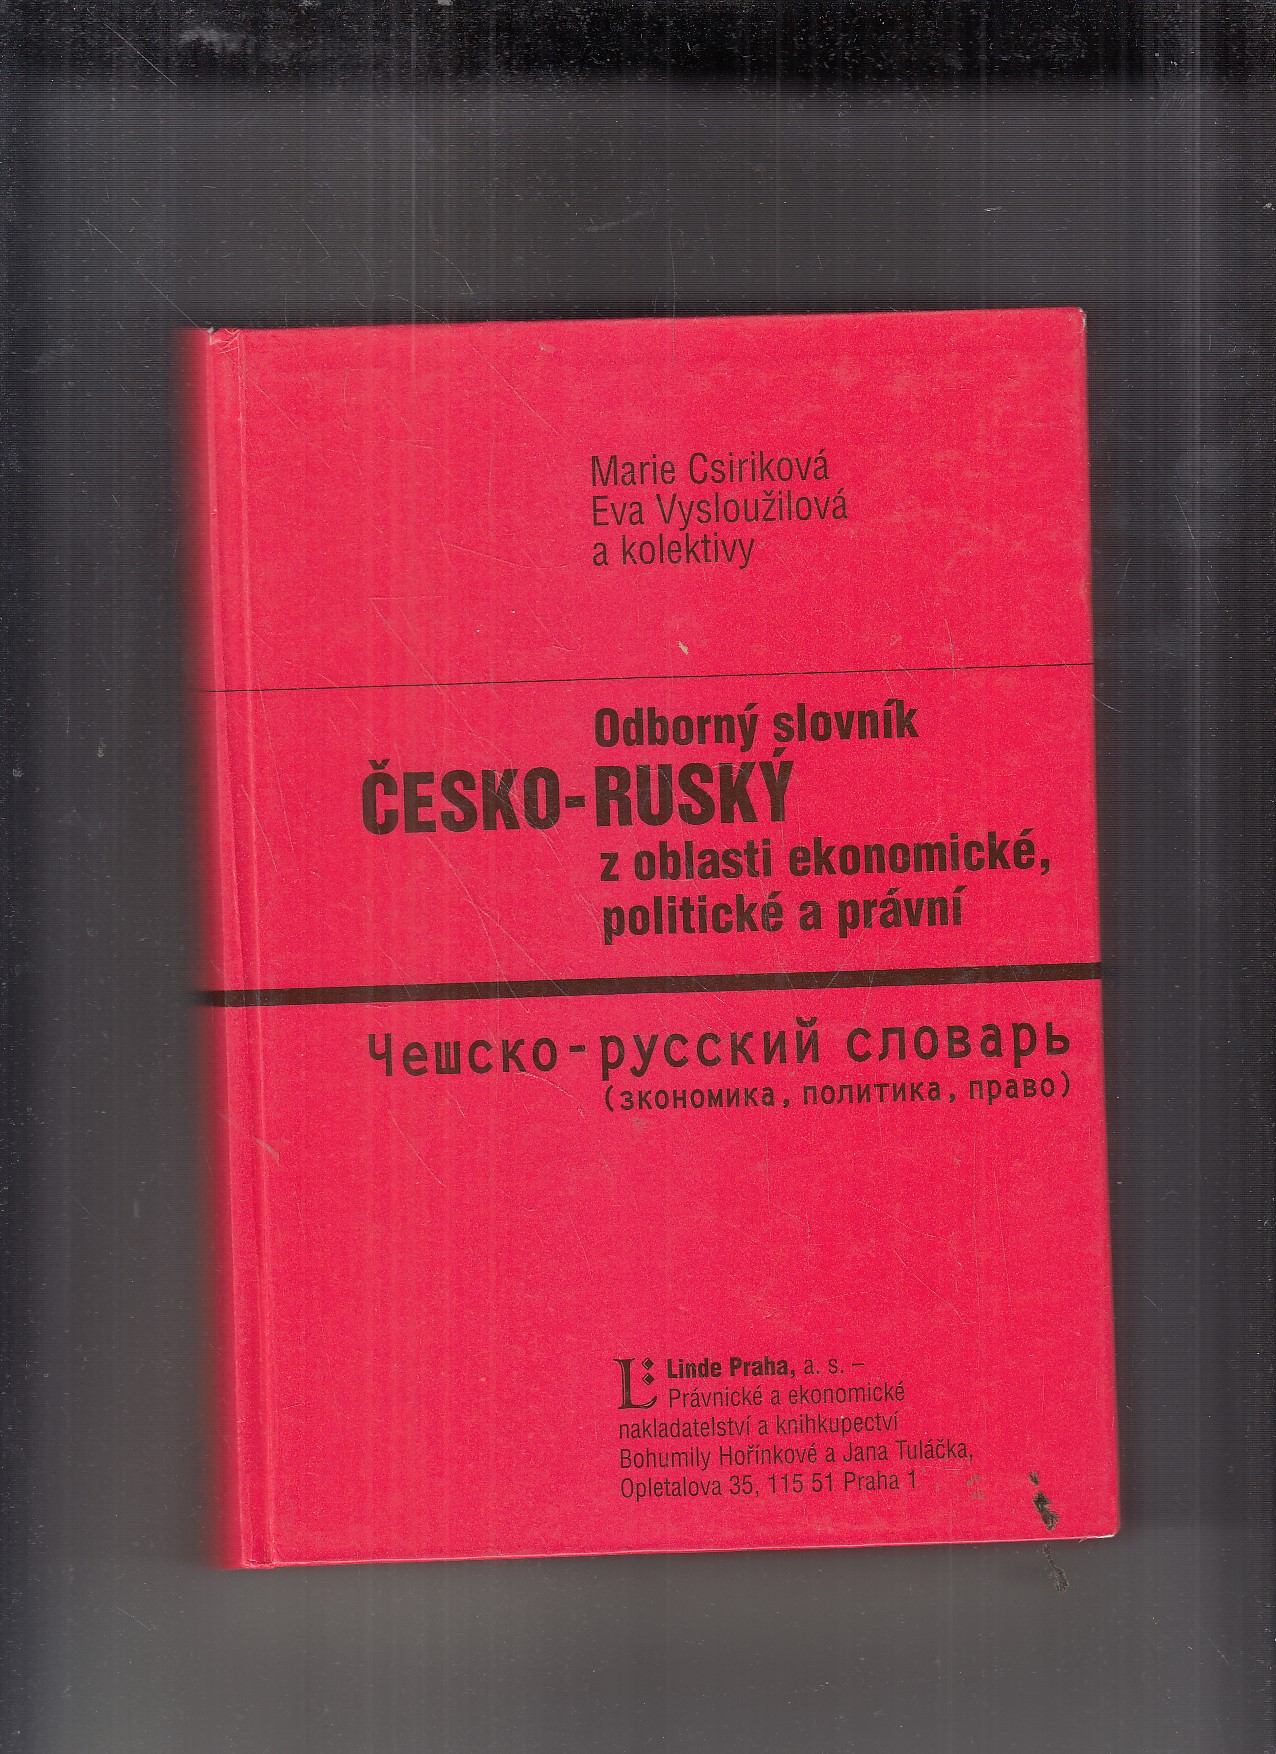 Marie Csiriková
Eva Vysloužilová
a kolektivy
Odborný slovník
ČESKO-RUSKÝ
z oblasti ekonomické,
politické a právní
Чешско-русский словарь
(зкономика, политика, право)
L Linde Praha, a. s. –
Právnické a ekonomické
nakladatelství a knihkupectví
Bohumily Hořínkové a Jana Tuláčka,
Opletalova 35, 115 51 Praha 1